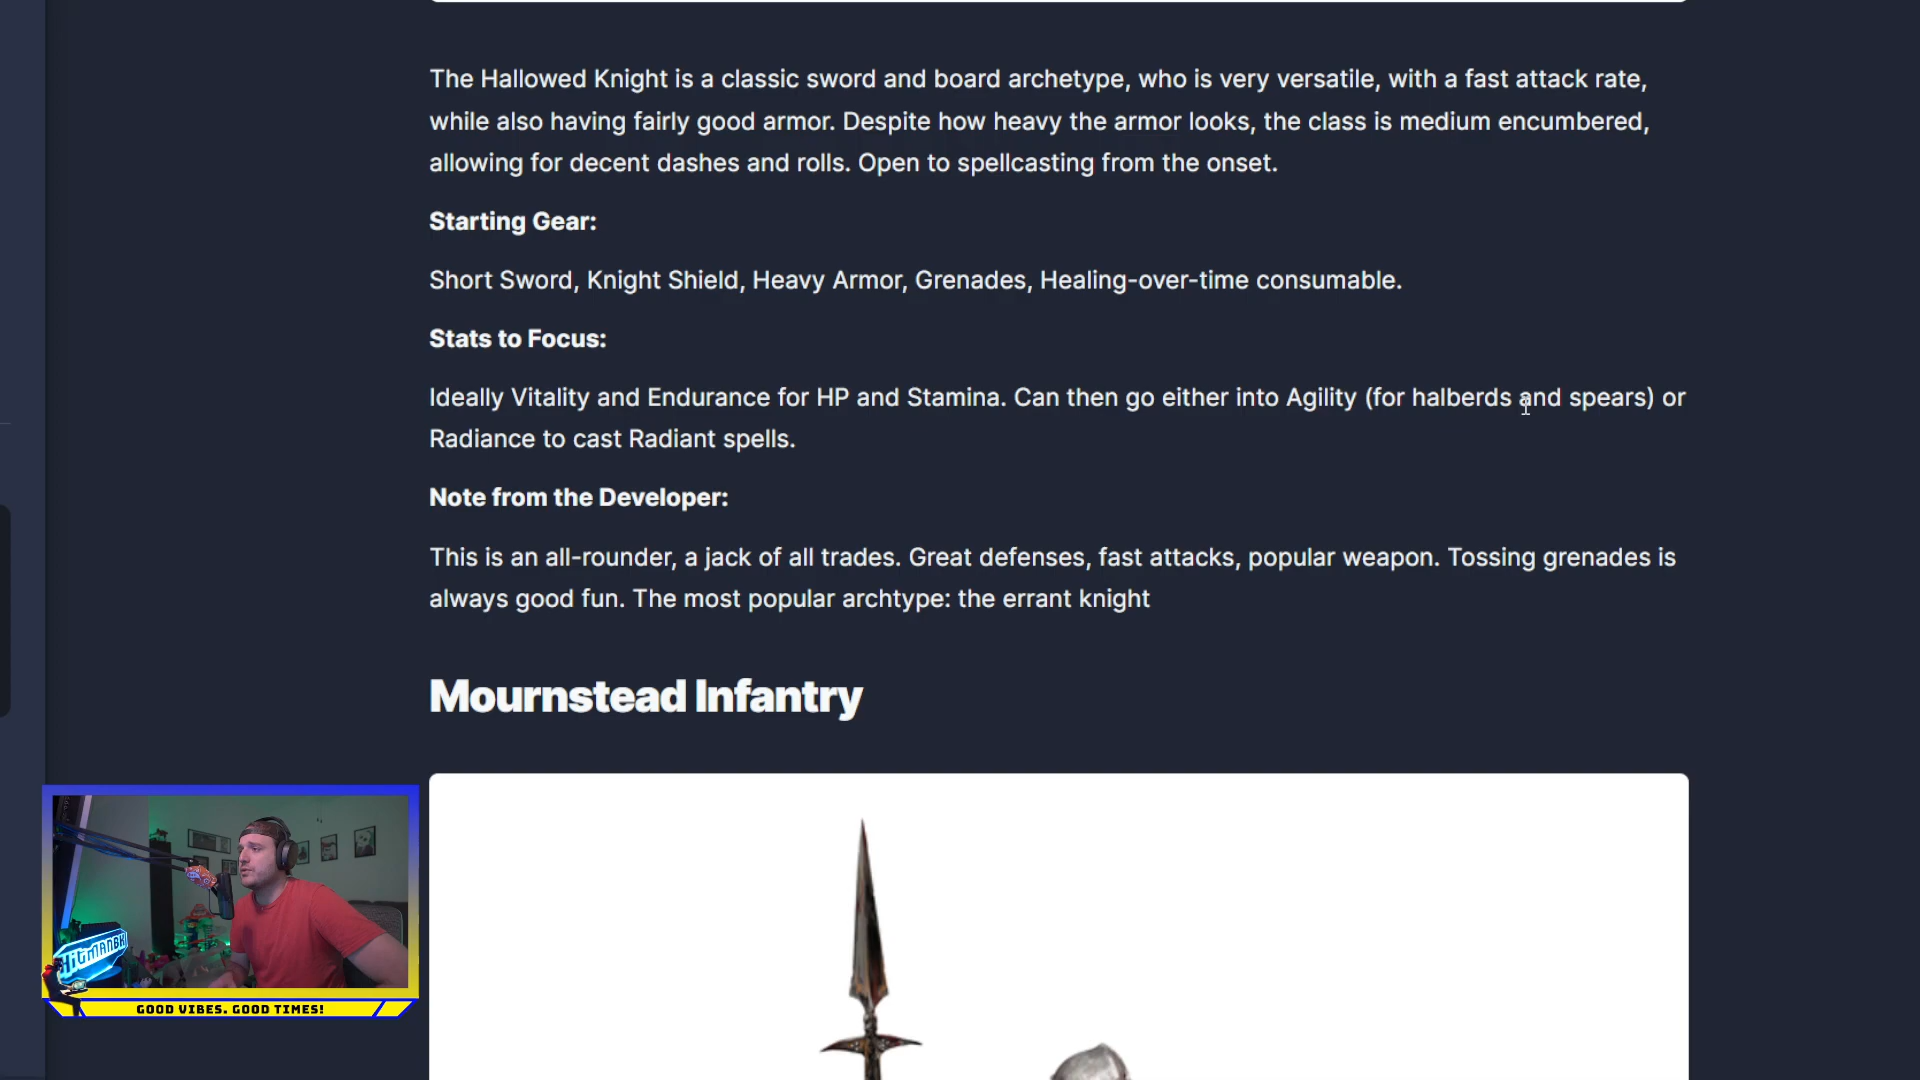 The Hallowed Knight is a classic sword and board archetype, who is very versatile, with a fast attack rate,
while also having fairly good armor. Despite how heavy the armor looks, the class is medium encumbered,
allowing for decent dashes and rolls. Open to spellcasting from the onset.
Starting Gear:
Short Sword, Knight Shield, Heavy Armor, Grenades, Healing-over-time consumable.
Stats to Focus:
Ideally Vitality and Endurance for HP and Stamina. Can then go either into Agility (for halberds and spears) or
Radiance to cast Radiant spells.
Note from the Developer:
This is an all-rounder, a jack of all trades. Great defenses, fast attacks, popular weapon. Tossing grenades is
always good fun. The most popular archtype: the errant knight
Mournstead Infantry
HitmanBK
GOOD VIBES. GOOD TIMES!